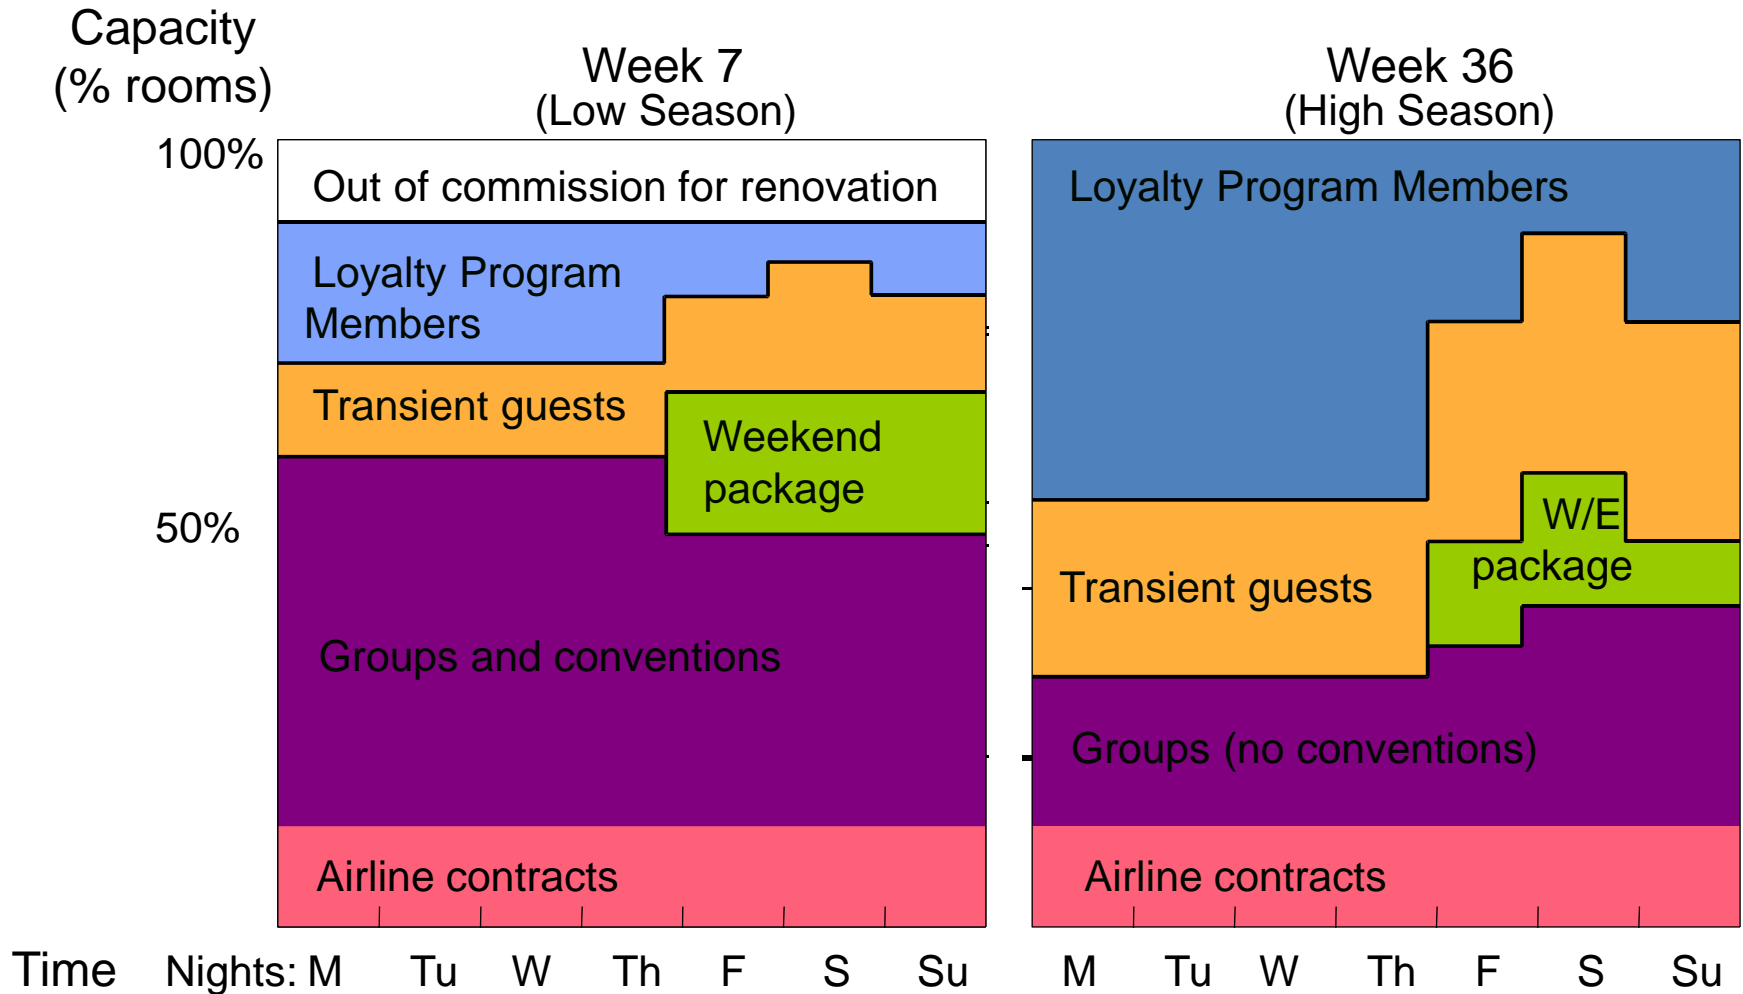 Capacity
(% rooms)
Week 7
(Low Season)
Week 36
(High Season)
100%
50%
Out of commission for renovation
Loyalty Program
Members
Transient guests
Weekend
package
Groups and conventions
Airline contracts
Loyalty Program Members
Transient guests
W/E
package
Groups (no conventions)
Airline contracts
Time Nights: M Tu W Th F S Su M Tu W Th F S Su